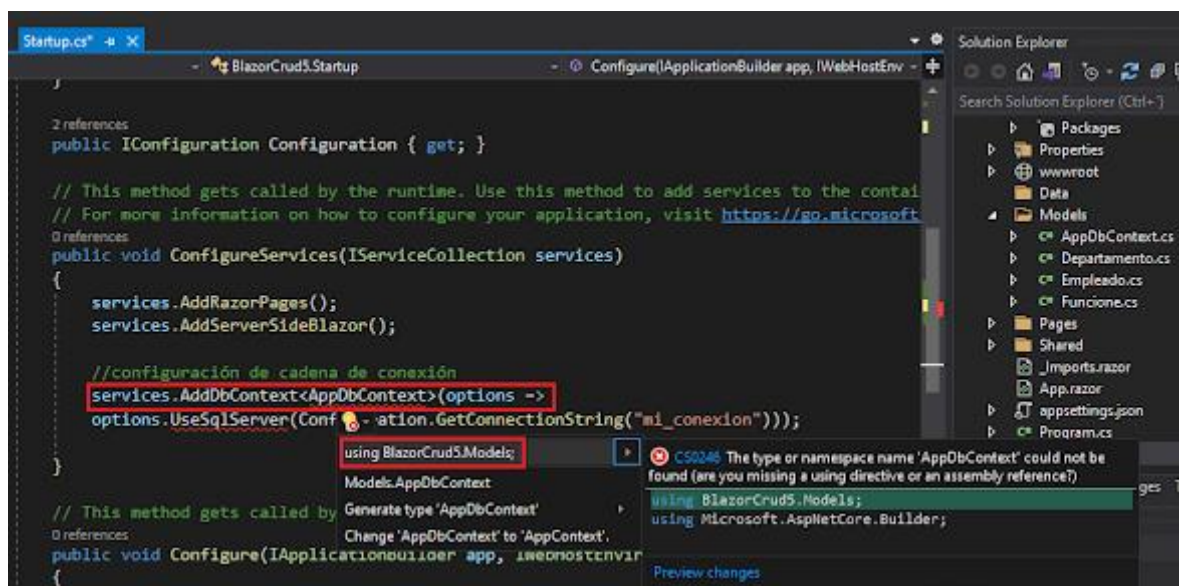 Startup.cs*
Solution Explorer
BlazorCrud5.Startup
Configure(IApplicationBuilder app, IWebHostEnv
Search Solution Explorer (Ctrl+
}
2 references
public IConfiguration Configuration { get; }
// This method gets called by the runtime. Use this method to add services to the contai
// For more information on how to configure your application, visit https://go.microsoft
0 references
public void ConfigureServices(IServiceCollection services)
{
services.AddRazorPages();
services.AddServerSideBlazor();
//configuración de cadena de conexión
services.AddDbContext<AppDbContext>(options =>
options.UseSqlServer(Conf
ation.GetConnectionString("mi_conexion")));
}
// This method gets called by
0 references
public void Configure(IApplicationBuilder app, IWebHostEnvir
{
using BlazorCrud5.Models;
Models.AppDbContext
Generate type 'AppDbContext'
Change 'AppDbContext' to 'AppContext'.
CS0246 The type or namespace name 'AppDbContext' could not be
found (are you missing a using directive or an assembly reference?)
using BlazorCrud5.Models;
using Microsoft.AspNetCore.Builder;
Preview changes
Packages
Properties
wwwroot
Data
Models
C# AppDbContext.cs
C# Departamento.cs
C# Empleado.cs
C# Funcione.cs
Pages
Shared
_Imports.razor
App.razor
appsettings.json
C# Program.cs
ges